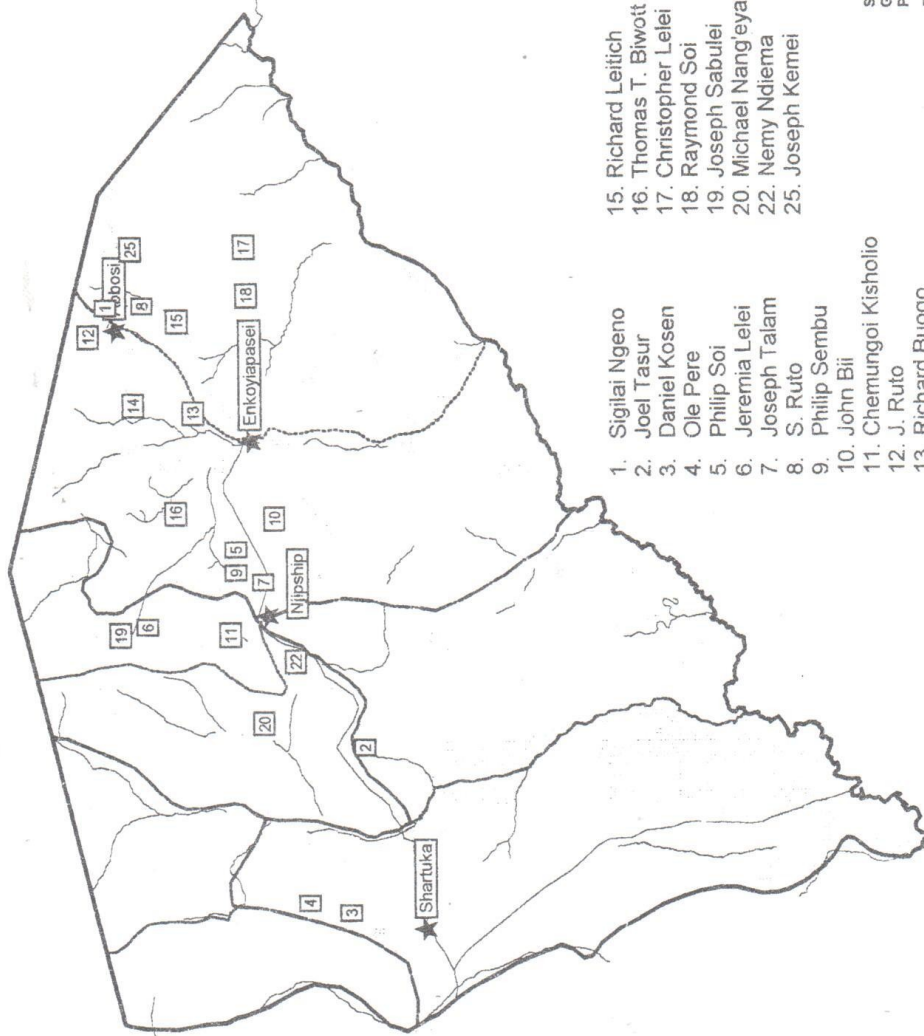 12
1
8
25
14
15
13
17
18
Enkoyiapasei
16
19
6
9
5
10
7
11
Njipship
22
20
2
4
3
Shartuka
1. Sigilai Ngeno
2. Joel Tasur
3. Daniel Kosen
4. Ole Pere
5. Philip Soi
6. Jeremia Lelei
7. Joseph Talam
8. S. Ruto
9. Philip Sembu
10. John Bii
11. Chemungoi Kisholio
12. J. Ruto
13. Richard
15. Richard Leitich
16. Thomas T. Biwott
17. Christopher Lelei
18. Raymond Soi
19. Joseph Sabulei
20. Michael Nang'eya
22. Nemy Ndiema
25. Joseph Kemei